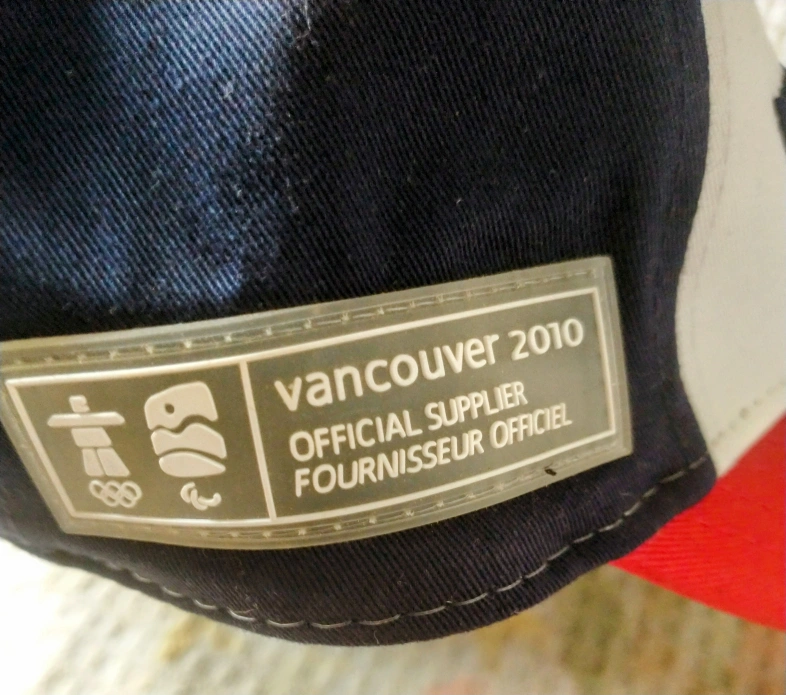 vancouver 2010
OFFICIAL SUPPLIER
FOURNISSEUR OFFICIEL